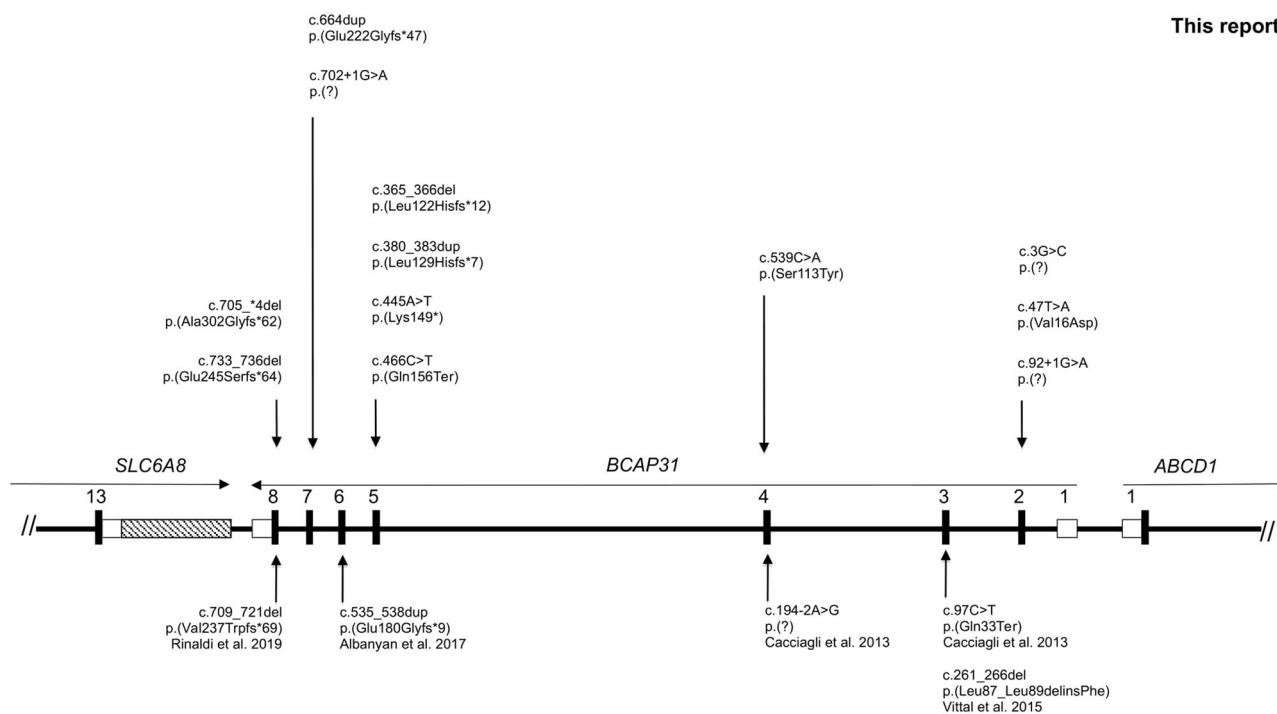 This report
c.664dup
p.(Glu222Glyfs*47)
c.702+1G>A
p.(?)
c.365_366del
p.(Leu122Hisfs*12)
c.380_383dup
p.(Leu129Hisfs*7)
c.445A>T
p.(Lys149*)
c.466C>T
p.(Gln156Ter)
c.705_*4del
p.(Ala302Glyfs*62)
c.733_736del
p.(Glu245Serfs*64)
c.539C>A
p.(Ser113Tyr)
c.3G>C
p.(?)
c.47T>A
p.(Val16Asp)
c.92+1G>A
p.(?)
SLC6A8 BCAP31 ABCD1
13 8 7 6 5 4 3 2 1 1
// //
c.709_721del
p.(Val237Trpfs*69)
Rinaldi et al. 2019
c.535_538dup
p.(Glu180Glyfs*9)
Albanyan et al. 2017
c.194-2A>G
p.(?)
Cacciagli et al. 2013
c.97C>T
p.(Gln33Ter)
Cacciagli et al. 2013
c.261_266del
p.(Leu87_Leu89delinsPhe)
Vittal et al. 2015